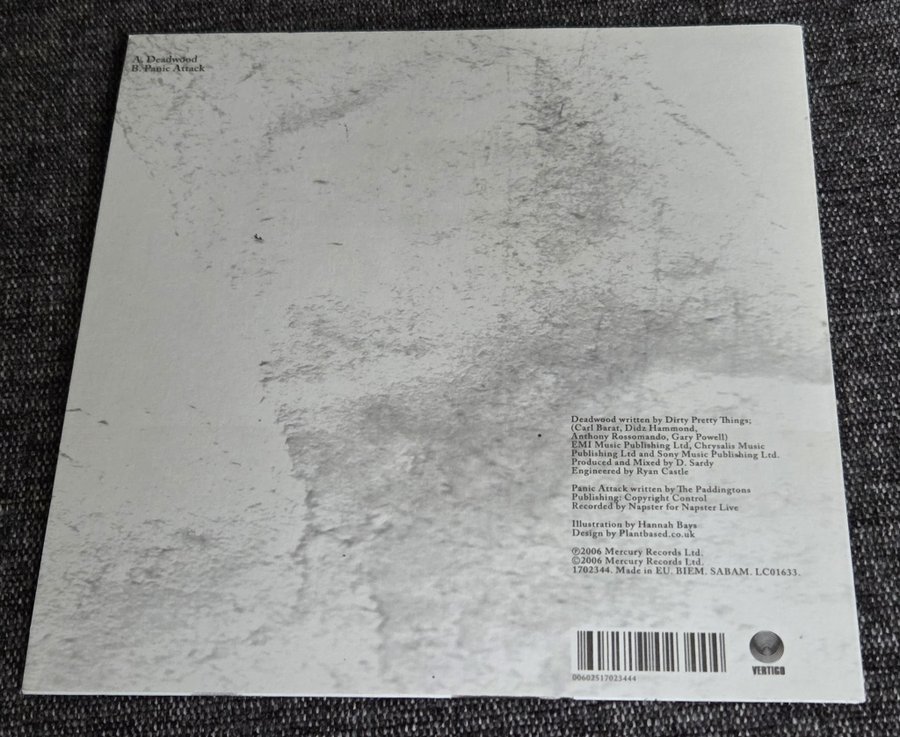 A. Deadwood
B. Panic Attack
Deadwood written by Dirty Pretty Things;
(Carl Barat, Didz Hammond,
Anthony Rossomando, Gary Powell)
EMI Music Publishing Ltd, Chrysalis Music
Publishing Ltd and Sony Music Publishing Ltd.
Produced and Mixed by D. Sardy
Engineered by Ryan Castle
Panic Attack written by The Paddingtons
Publishing: Copyright Control
Recorded by Napster for Napster Live
Illustration by Hannah Bays
Design by Plantbased.co.uk
℗2006 Mercury Records Ltd.
©2006 Mercury Records Ltd.
1702344. Made in EU. BIEM. SABAM. LC01633.
00602517023444
VERTIGO